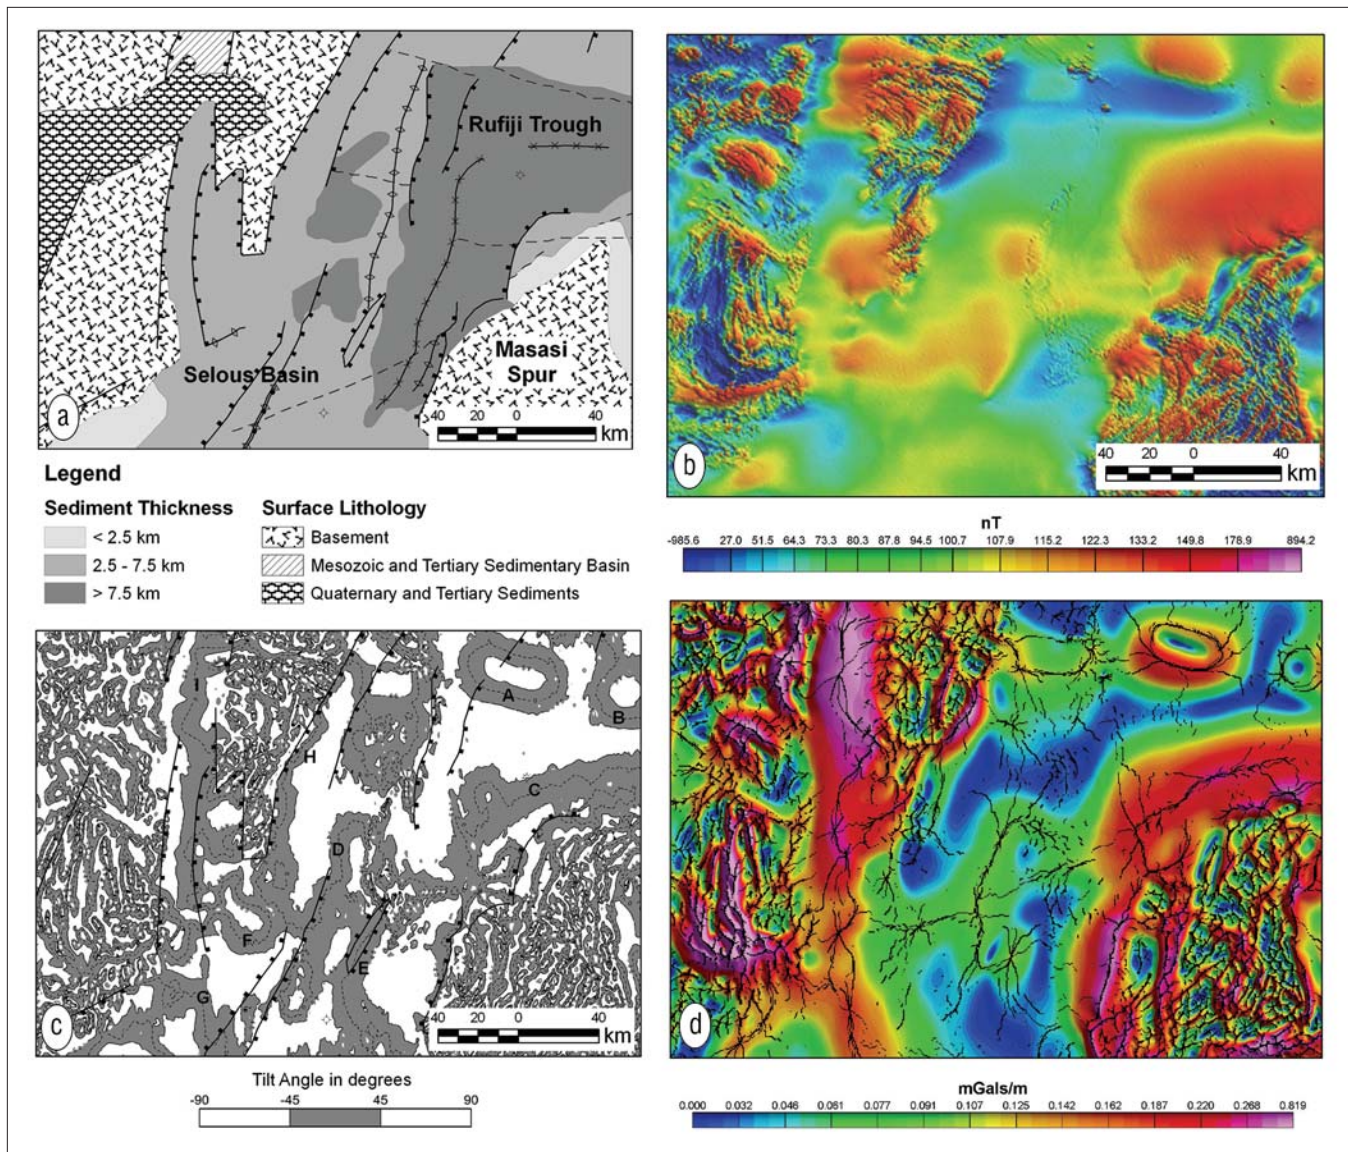 Rufiji Trough
Selous Basin
Masasi
Spur
40 20 0 40
km
a
b
40 20 0 40
km
Legend
Sediment Thickness
< 2.5 km
2.5 - 7.5 km
> 7.5 km
Surface Lithology
Basement
Mesozoic and Tertiary Sedimentary Basin
Quaternary and Tertiary Sediments
nT
-985.6 27.0 51.5 64.3 73.3 80.3 87.8 94.5 100.7 107.9 115.2 122.3 133.2 149.8 178.9 894.2
A
B
I
H
C
D
F
E
G
40 20 0 40
km
c
d
Tilt Angle in degrees
-90 -45 45 90
mGals/m
0.000 0.032 0.046 0.061 0.077 0.091 0.107 0.125 0.142 0.162 0.187 0.220 0.268 0.819